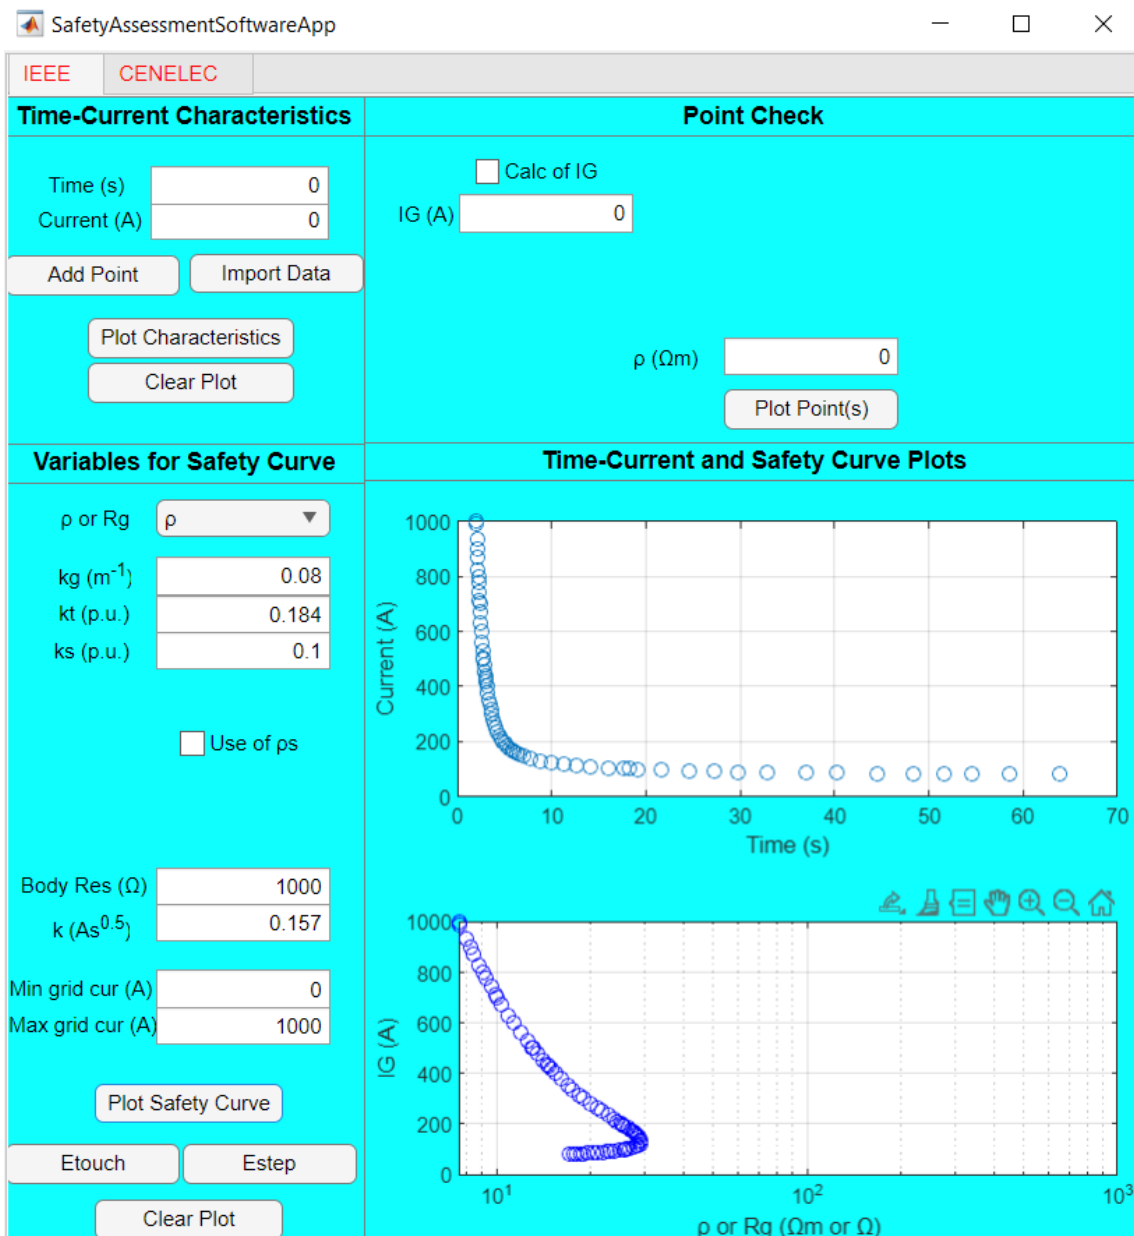 SafetyAssessmentSoftwareApp
IEEE CENELEC
Time-Current Characteristics
Time (s) 0
Current (A) 0
Add Point Import Data
Plot Characteristics
Clear Plot
Point Check
Calc of IG
IG (A) 0
ρ (Ωm) 0
Plot Point(s)
Variables for Safety Curve
ρ or Rg ρ
kg (m⁻¹) 0.08
kt (p.u.) 0.184
ks (p.u.) 0.1
Use of ρs
Body Res (Ω) 1000
k (As⁰·⁵) 0.157
Min grid cur (A) 0
Max grid cur (A) 1000
Plot Safety Curve
Etouch Estep
Clear Plot
Time-Current and Safety Curve Plots
1000
800
600
400
200
0
Current (A)
0 10 20 30 40 50 60 70
Time (s)
1000
800
600
400
200
0
IG (A)
10¹ 10² 10³
ρ or Rg (Ωm or Ω)